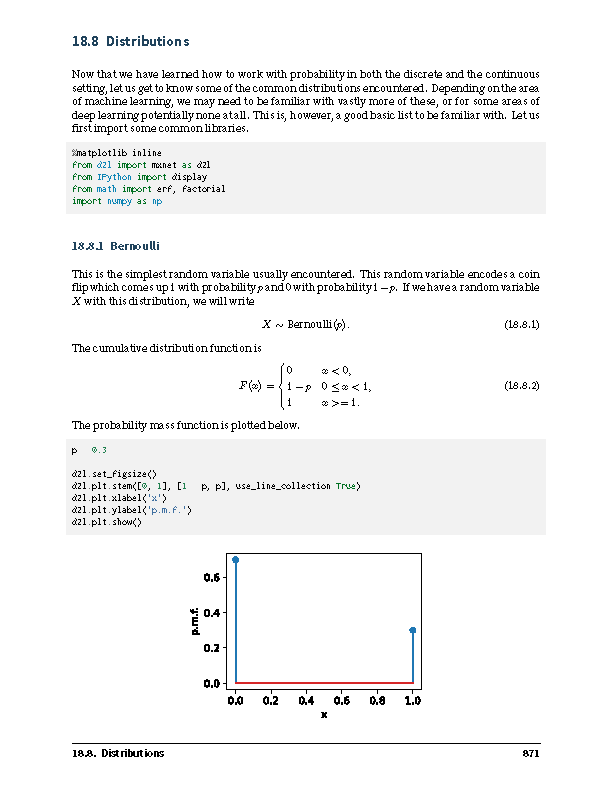 18.8 Distributions
Now that we have learned how to work with probability in both the discrete and the continuous
setting, let us get to know some of the common distributions encountered. Depending on the area
of machine learning, we may need to be familiar with vastly more of these, or for some areas of
deep learning potentially none at all. This is, however, a good basic list to be familiar with. Let us
first import some common libraries.
%matplotlib inline
from d2l import mxnet as d2l
from IPython import display
from math import erf, factorial
import numpy as np
18.8.1 Bernoulli
This is the simplest random variable usually encountered. This random variable encodes a coin
flip which comes up 1 with probability p and 0 with probability 1 − p. If we have a random variable
X with this distribution, we will write
X ∼ Bernoulli(p). (18.8.1)
The cumulative distribution function is
F(x) = { 0 x < 0,
1 − p 0 ≤ x < 1, (18.8.2)
1 x >= 1.
The probability mass function is plotted below.
p 0.3
d2l.set_figsize()
d2l.plt.stem([0, 1], [1 p, p], use_line_collection True)
d2l.plt.xlabel('x')
d2l.plt.ylabel('p.m.f.')
d2l.plt.show()
0.6
0.4
0.2
0.0
p.m.f.
0.0 0.2 0.4 0.6 0.8 1.0
x
18.8. Distributions 871